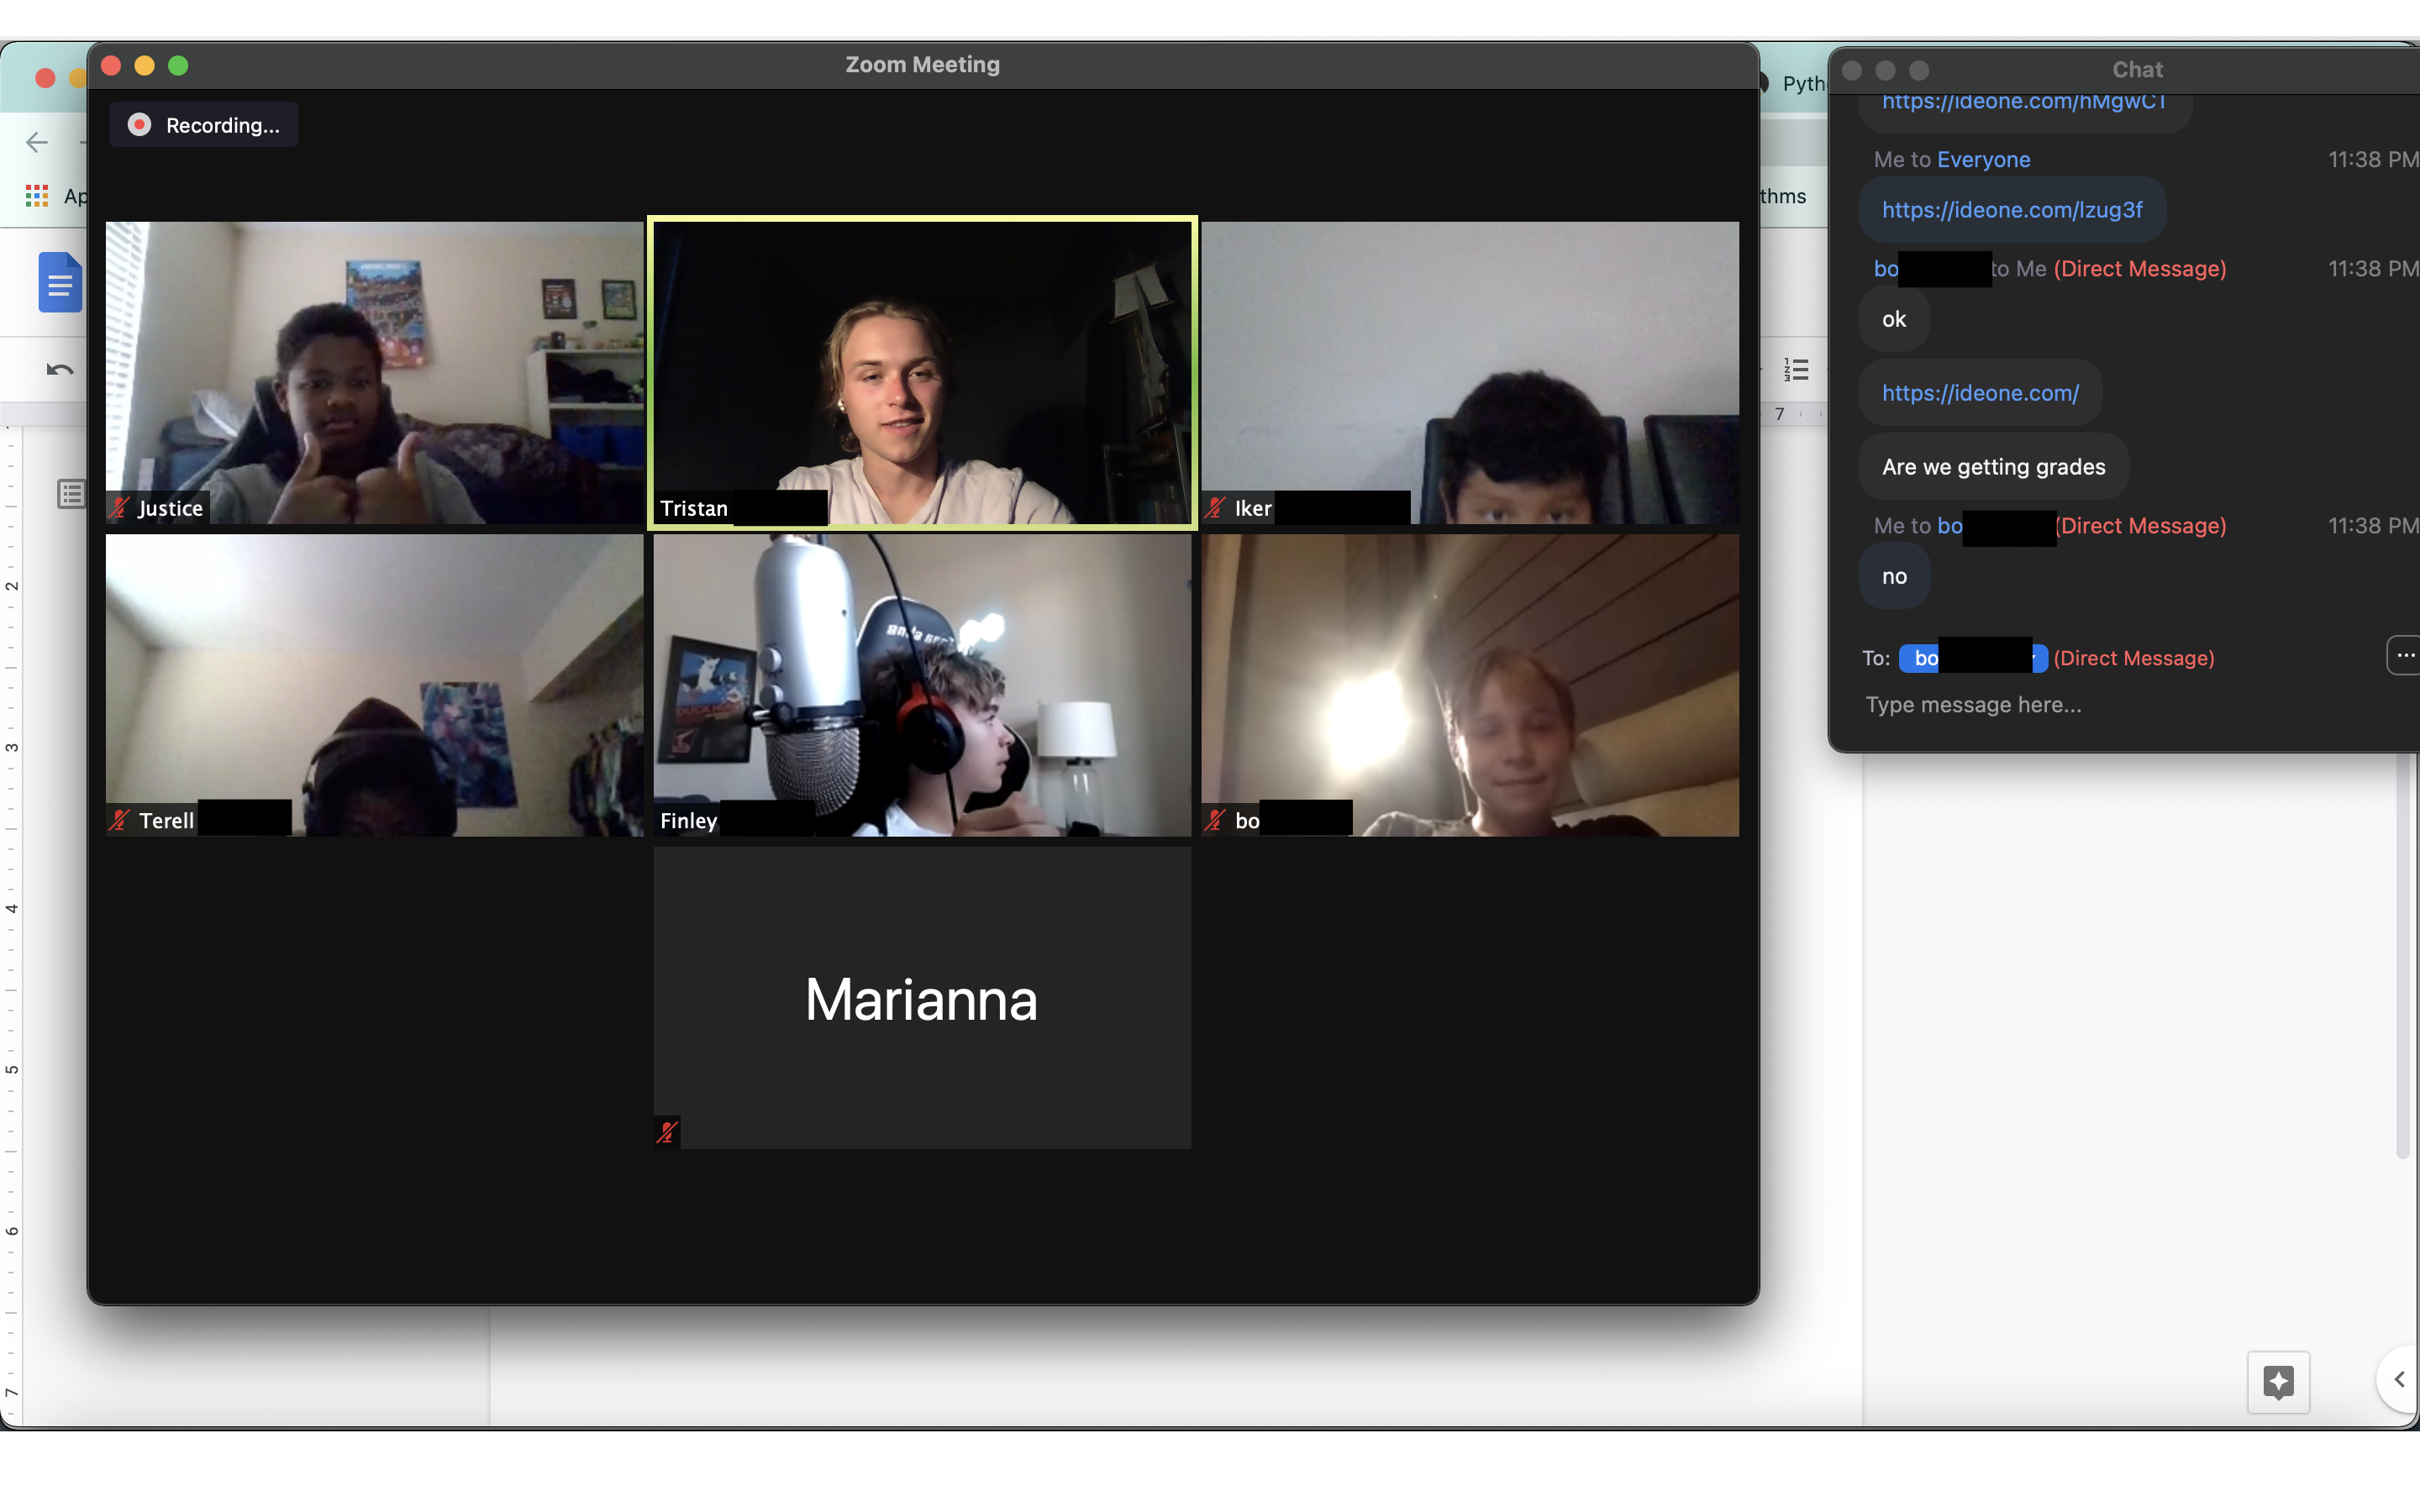 Zoom Meeting
Recording...
Justice
Tristan
Iker
Terell
Finley
bo
Marianna
Chat
https://ideone.com/hMgwCT
Me to Everyone 11:38 PM
https://ideone.com/lzug3f
bo to Me (Direct Message) 11:38 PM
ok
https://ideone.com/
Are we getting grades
Me to bo (Direct Message) 11:38 PM
no
To: bo (Direct Message)
Type message here...
Pyth
thms
Ap
7
2
3
4
5
6
7